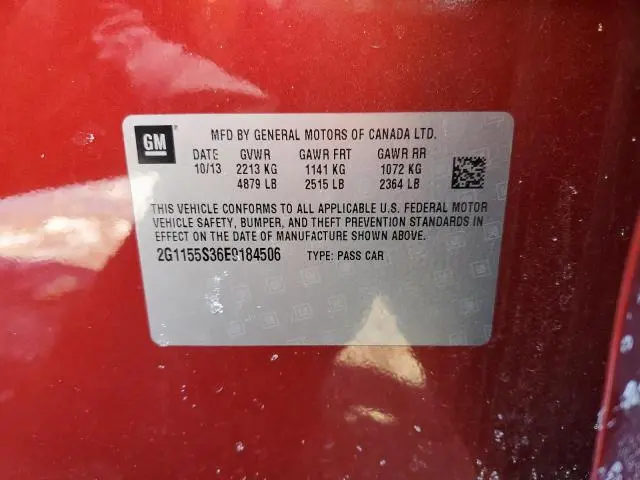 GM
MFD BY GENERAL MOTORS OF CANADA LTD.
DATE GVWR GAWR FRT GAWR RR
10/13 2213 KG 1141 KG 1072 KG
4879 LB 2515 LB 2364 LB
THIS VEHICLE CONFORMS TO ALL APPLICABLE U.S. FEDERAL MOTOR
VEHICLE SAFETY, BUMPER, AND THEFT PREVENTION STANDARDS IN
EFFECT ON THE DATE OF MANUFACTURE SHOWN ABOVE.
2G1155S36E9184506 TYPE: PASS CAR